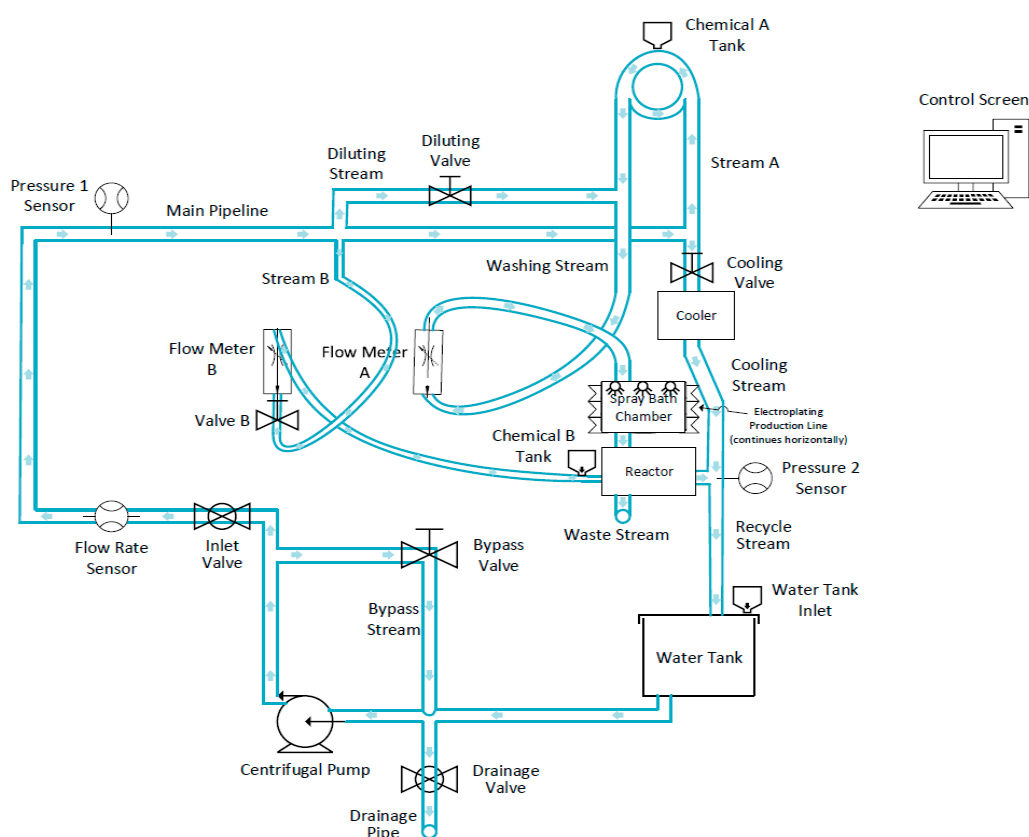 Chemical A
Tank
Control Screen
Diluting
Valve
Diluting
Stream
Stream A
Pressure 1
Sensor
Main Pipeline
Washing Stream
Cooling
Valve
Stream B
Cooler
Flow Meter
B
Flow Meter
A
Cooling
Stream
Spray Bath
Chamber
Electroplating
Production Line
(continues horizontally)
Valve B
Chemical B
Tank
Reactor
Pressure 2
Sensor
Waste Stream
Recycle
Stream
Flow Rate
Sensor
Inlet
Valve
Bypass
Valve
Water Tank
Inlet
Bypass
Stream
Water Tank
Centrifugal Pump
Drainage
Valve
Drainage
Pipe